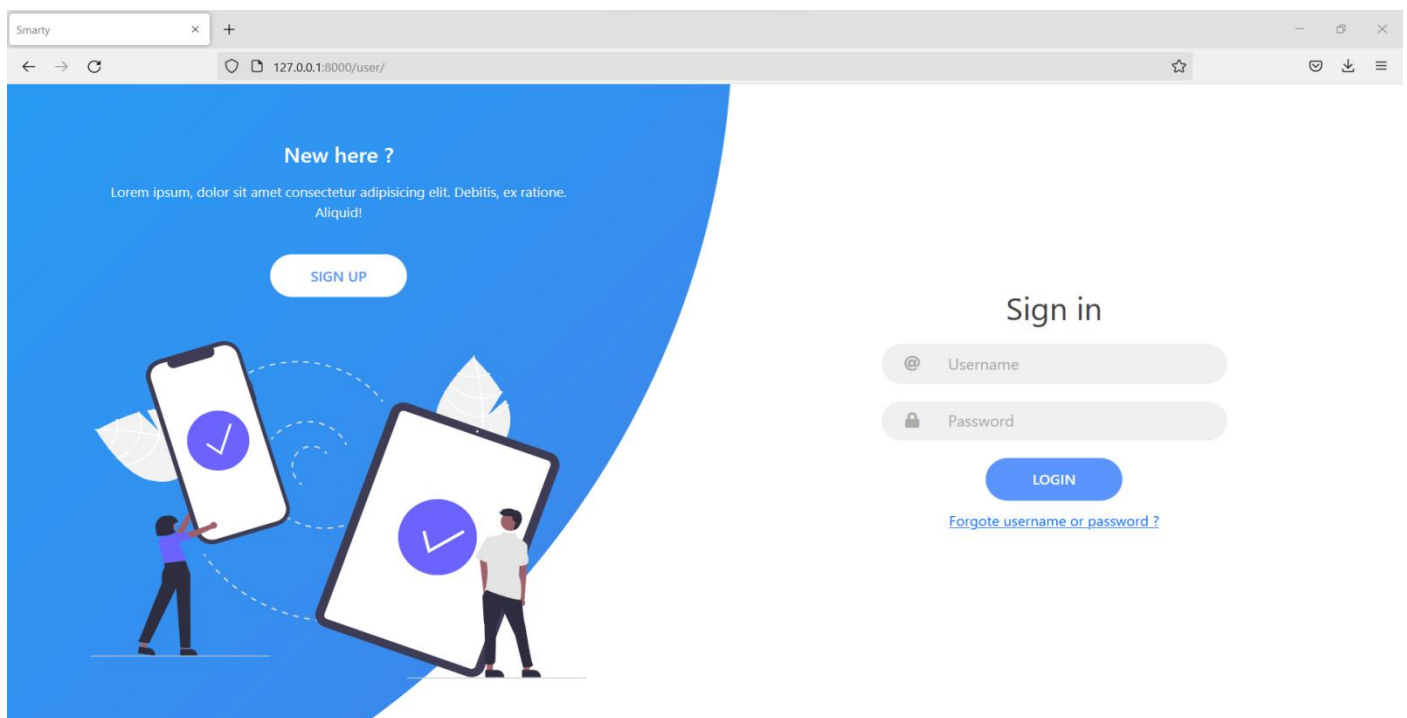 Smarty
127.0.0.1:8000/user/
New here ?
Lorem ipsum, dolor sit amet consectetur adipisicing elit. Debitis, ex ratione.
Aliquid!
SIGN UP
Sign in
@ Username
Password
LOGIN
Forgote username or password ?